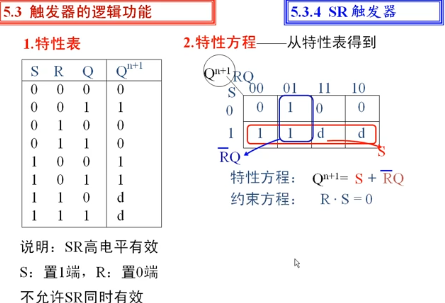 5.3 触发器的逻辑功能
5.3.4 SR 触发器
1.特性表
S R Q Qn+1
0 0 0 0
0 0 1 1
0 1 0 0
0 1 1 0
1 0 0 1
1 0 1 1
1 1 0 d
1 1 1 d
说明：SR高电平有效
S：置1端，R：置0端
不允许SR同时有效
2.特性方程——从特性表得到
Qn+1 RQ
S 00 01 11 10
0 0 1 0 0
1 1 1 d d
R̅Q
S
特性方程： Qn+1= S + R̅Q
约束方程： R · S = 0